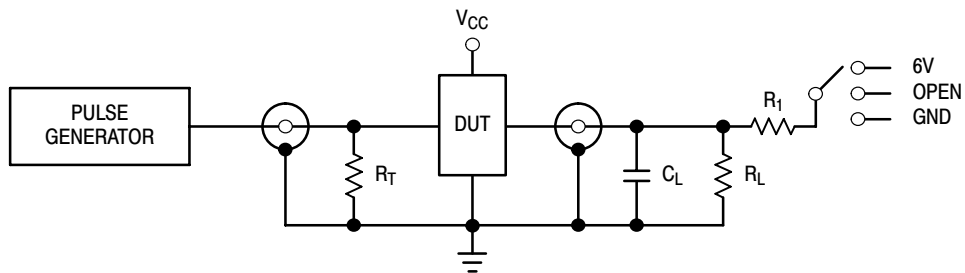 V_CC
PULSE
GENERATOR
DUT
R_T
C_L
R_L
R_1
6V
OPEN
GND